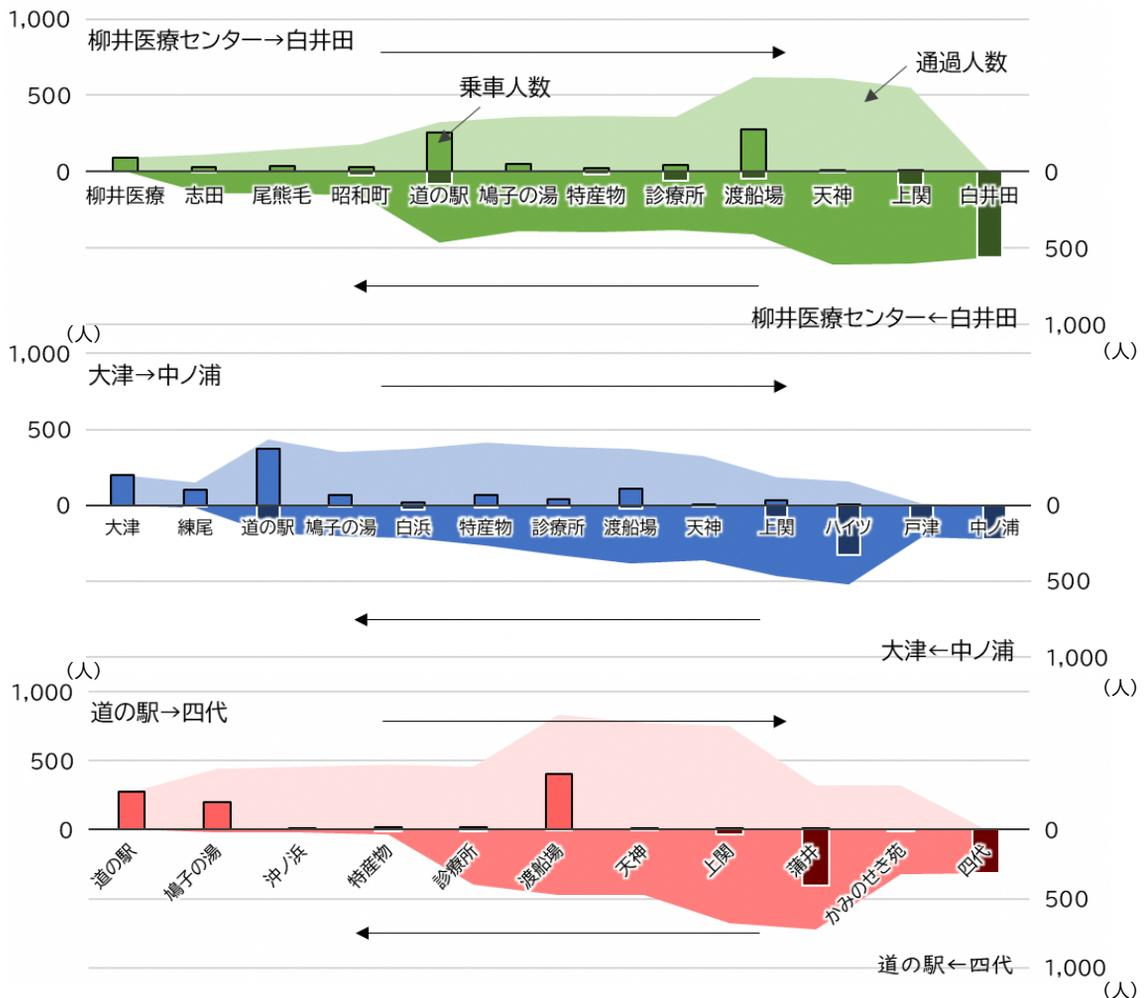 1,000
柳井医療センター→白井田
通過人数
乗車人数
500
0
0
柳井医療 志田 尾熊毛 昭和町 道の駅 鳩子の湯 特産物 診療所 渡船場 天神 上関 白井田
500
柳井医療センター←白井田
1,000
(人)
(人)
1,000
大津→中ノ浦
500
0
0
大津 練尾 道の駅 鳩子の湯 白浜 特産物 診療所 渡船場 天神 上関 ハイツ 戸津 中ノ浦
500
大津←中ノ浦
1,000
(人)
(人)
1,000
道の駅→四代
500
0
0
道の駅 鳩子の湯 沖ノ浜 特産物 診療所 渡船場 天神 上関 蒲井 かみのせき苑 四代
500
道の駅←四代
1,000
(人)